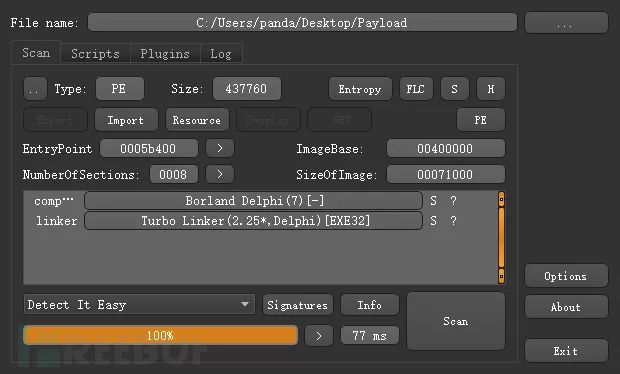 File name: C:/Users/panda/Desktop/Payload ...
Scan Scripts Plugins Log
.. Type: PE Size: 437760 Entropy FLC S H
Export Import Resource Overlay .NET PE
EntryPoint 0005b400 > ImageBase: 00400000
NumberOfSections: 0008 > SizeOfImage: 00071000
comp… Borland Delphi(7)[-] S ?
linker Turbo Linker(2.25*,Delphi)[EXE32] S ?
Options
Detect It Easy Signatures Info Scan About
100% > 77 ms
Exit
REEBUF